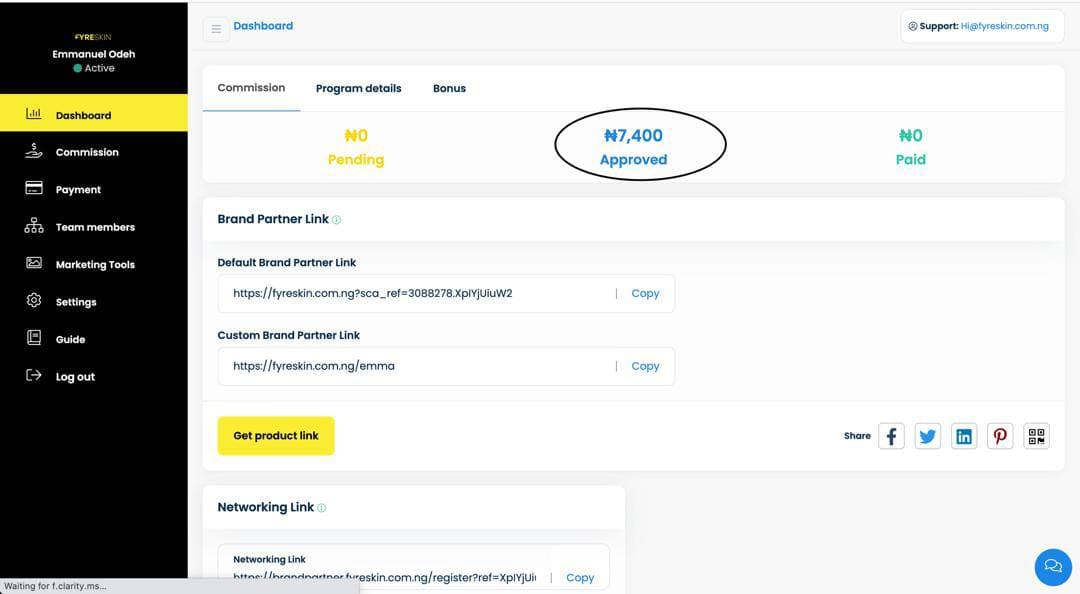 FYRESKIN
Emmanuel Odeh
Active
Dashboard
Commission
Payment
Team members
Marketing Tools
Settings
Guide
Log out
Dashboard
Support: Hi@fyreskin.com.ng
Commission Program details Bonus
₦0 ₦7,400 ₦0
Pending Approved Paid
Brand Partner Link
Default Brand Partner Link
https://fyreskin.com.ng?sca_ref=3088278.XpIYjUiuW2 | Copy
Custom Brand Partner Link
https://fyreskin.com.ng/emma | Copy
Get product link
Share
Networking Link
Networking Link
https://brandpartner.fyreskin.com.ng/register?ref=XpIYjUi | Copy
Waiting for f.clarity.ms...